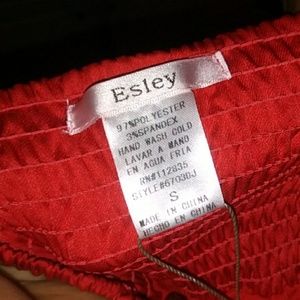 Esley
97%POLYESTER
3%SPANDEX
HAND WASH COLD
LAVAR A MANO
EN AGUA FRIA
RN#112835
STYLE#57030J
S
MADE IN CHINA
HECHO EN CHINA